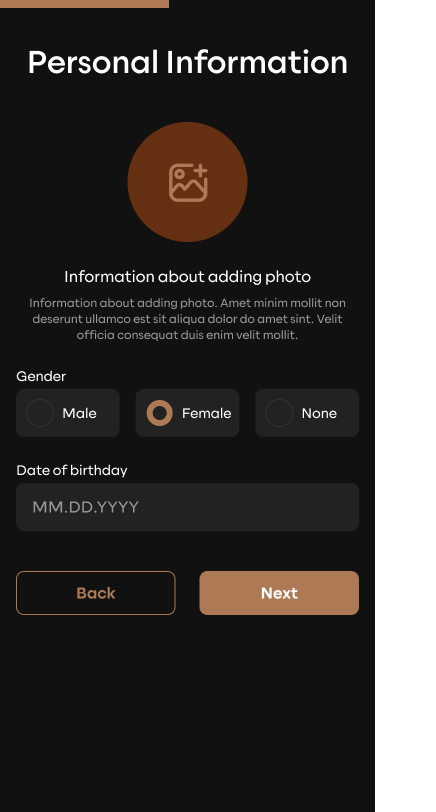 Personal Information
Information about adding photo
Information about adding photo. Amet minim mollit non
deserunt ullamco est sit aliqua dolor do amet sint. Velit
officia consequat duis enim velit mollit.
Gender
Male Female None
Date of birthday
MM.DD.YYYY
Back Next